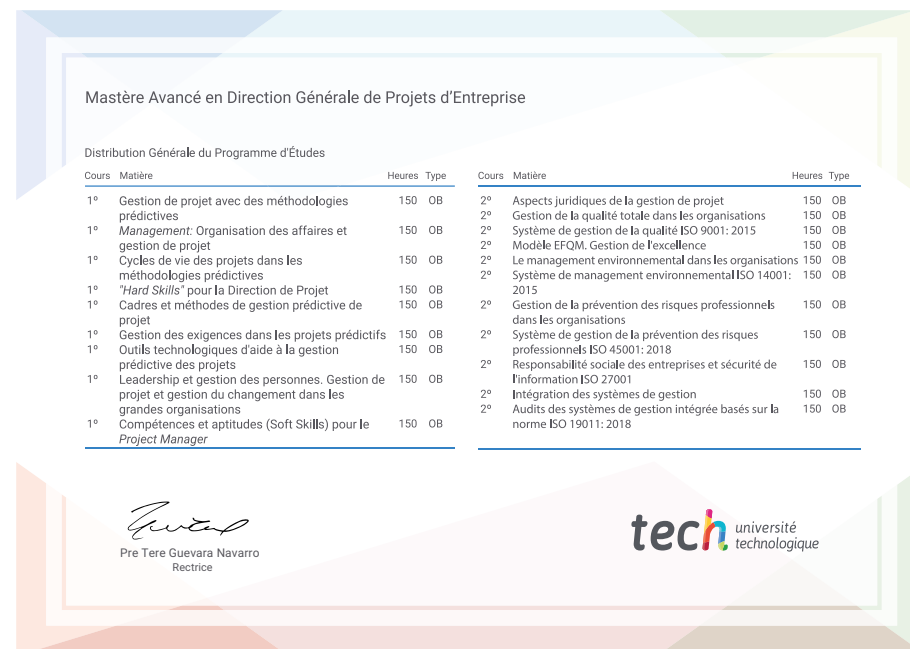 Mastère Avancé en Direction Générale de Projets d'Entreprise
Distribution Générale du Programme d'Études
Cours Matière Heures Type
1º Gestion de projet avec des méthodologies 150 OB
prédictives
1º Management: Organisation des affaires et 150 OB
gestion de projet
1º Cycles de vie des projets dans les 150 OB
méthodologies prédictives
1º "Hard Skills" pour la Direction de Projet 150 OB
1º Cadres et méthodes de gestion prédictive de 150 OB
projet
1º Gestion des exigences dans les projets prédictifs 150 OB
1º Outils technologiques d'aide à la gestion 150 OB
prédictive des projets
1º Leadership et gestion des personnes. Gestion de 150 OB
projet et gestion du changement dans les
grandes organisations
1º Compétences et aptitudes (Soft Skills) pour le 150 OB
Project Manager
Cours Matière Heures Type
2º Aspects juridiques de la gestion de projet 150 OB
2º Gestion de la qualité totale dans les organisations 150 OB
2º Système de gestion de la qualité ISO 9001: 2015 150 OB
2º Modèle EFQM. Gestion de l'excellence 150 OB
2º Le management environnemental dans les organisations 150 OB
2º Système de management environnemental ISO 14001: 150 OB
2015
2º Gestion de la prévention des risques professionnels 150 OB
dans les organisations
2º Système de gestion de la prévention des risques 150 OB
professionnels ISO 45001: 2018
2º Responsabilité sociale des entreprises et sécurité de 150 OB
l'information ISO 27001
2º Intégration des systèmes de gestion 150 OB
2º Audits des systèmes de gestion intégrée basés sur la 150 OB
norme ISO 19011: 2018
Pre Tere Guevara Navarro
Rectrice
tech université
technologique